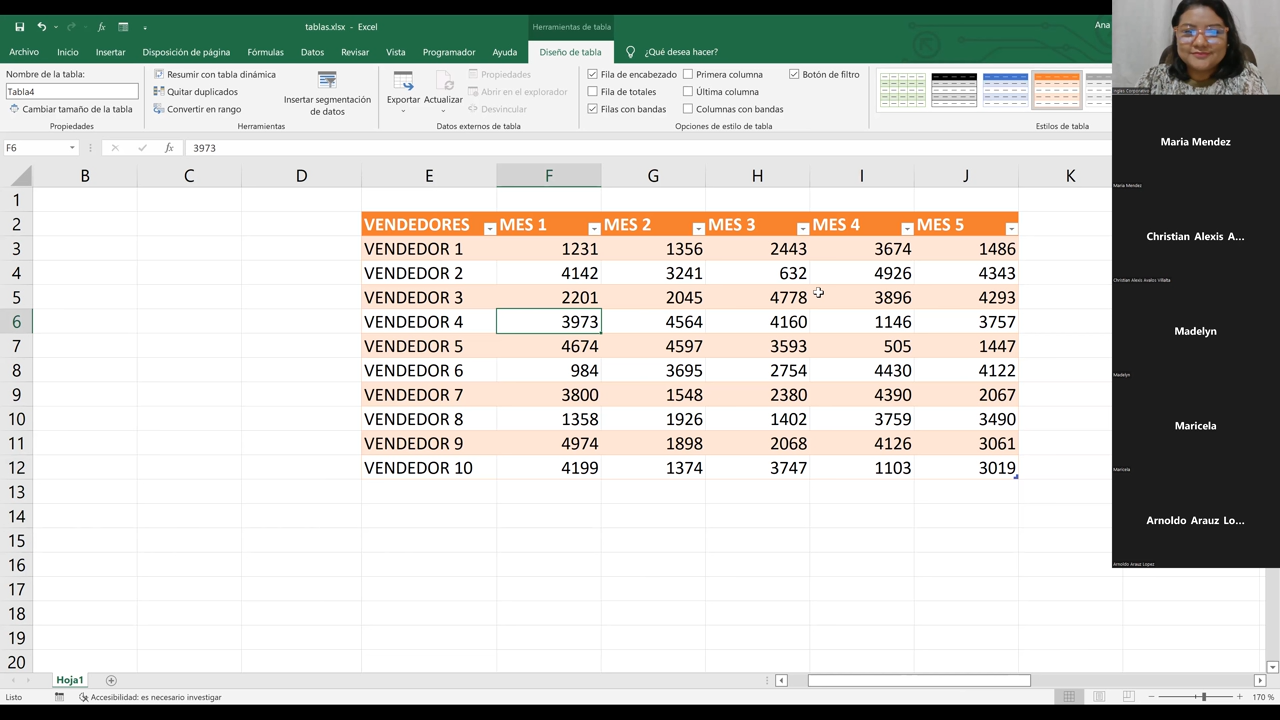 tablas.xlsx - Excel
Herramientas de tabla
Ana
Archivo Inicio Insertar Disposición de página Fórmulas Datos Revisar Vista Programador Ayuda Diseño de tabla ¿Qué desea hacer?
Nombre de la tabla:
Tabla4
Cambiar tamaño de la tabla
Propiedades
Resumir con tabla dinámica
Convertir en rango
de datos
Herramientas
Propiedades
Abrir en el explorador
Desvincular
Datos externos de tabla
Fila de encabezado
Primera columna
Botón de filtro
Fila de totales
Última columna
Filas con bandas
Columnas con bandas
Opciones de estilo de tabla
Estilos de tabla
F6 fx 3973
B C D E F G H I J K
1
2 VENDEDORES MES 1 MES 2 MES 3 MES 4 MES 5
3 VENDEDOR 1 1231 1356 2443 3674 1486
4 VENDEDOR 2 4142 3241 632 4926 4343
5 VENDEDOR 3 2201 2045 4778 3896 4293
6 VENDEDOR 4 3973 4564 4160 1146 3757
7 VENDEDOR 5 4674 4597 3593 505 1447
8 VENDEDOR 6 984 3695 2754 4430 4122
9 VENDEDOR 7 3800 1548 2380 4390 2067
10 VENDEDOR 8 1358 1926 1402 3759 3490
11 VENDEDOR 9 4974 1898 2068 4126 3061
12 VENDEDOR 10 4199 1374 3747 1103 3019
13
14
15
16
17
18
19
20
Hoja1
Listo
Accesibilidad: es necesario investigar
170 %
Maria Mendez
Maria Mendez
Christian Alexis A...
Christian Alexis Avalos Villalta
Madelyn
Madelyn
Maricela
Maricela
Arnoldo Arauz Lo...
Arnoldo Arauz Lopez